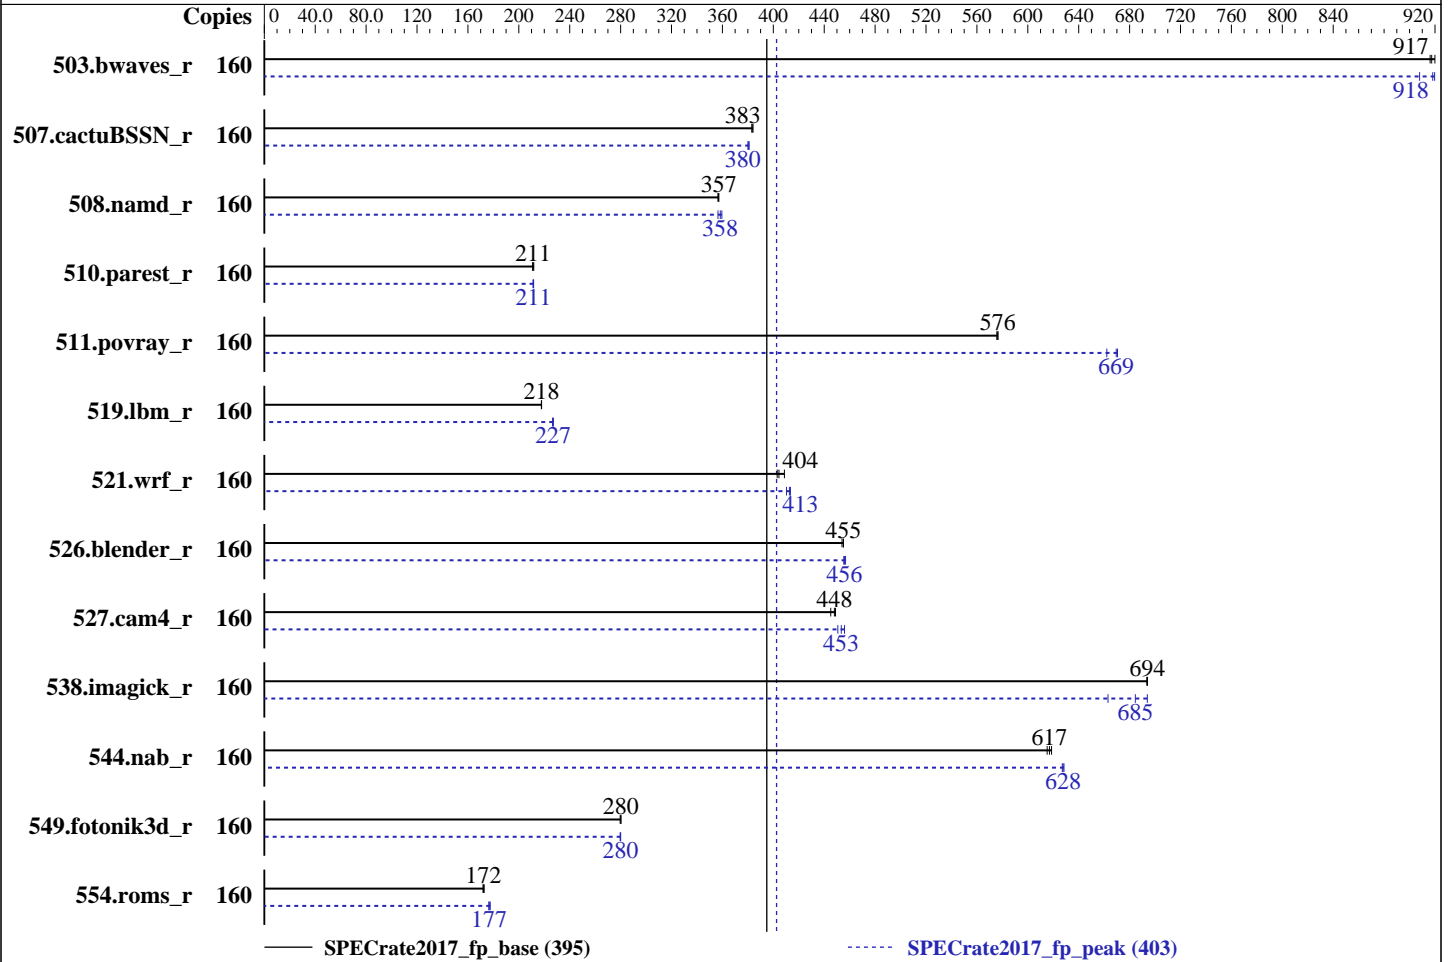 Copies 0 40.0 80.0 120 160 200 240 280 320 360 400 440 480 520 560 600 640 680 720 760 800 840 920
917
503.bwaves_r 160
918
383
507.cactuBSSN_r 160
380
357
508.namd_r 160
358
211
510.parest_r 160
211
576
511.povray_r 160
669
218
519.lbm_r 160
227
404
521.wrf_r 160
413
455
526.blender_r 160
456
448
527.cam4_r 160
453
694
538.imagick_r 160
685
617
544.nab_r 160
628
280
549.fotonik3d_r 160
280
172
554.roms_r 160
177
SPECrate2017_fp_base (395) SPECrate2017_fp_peak (403)